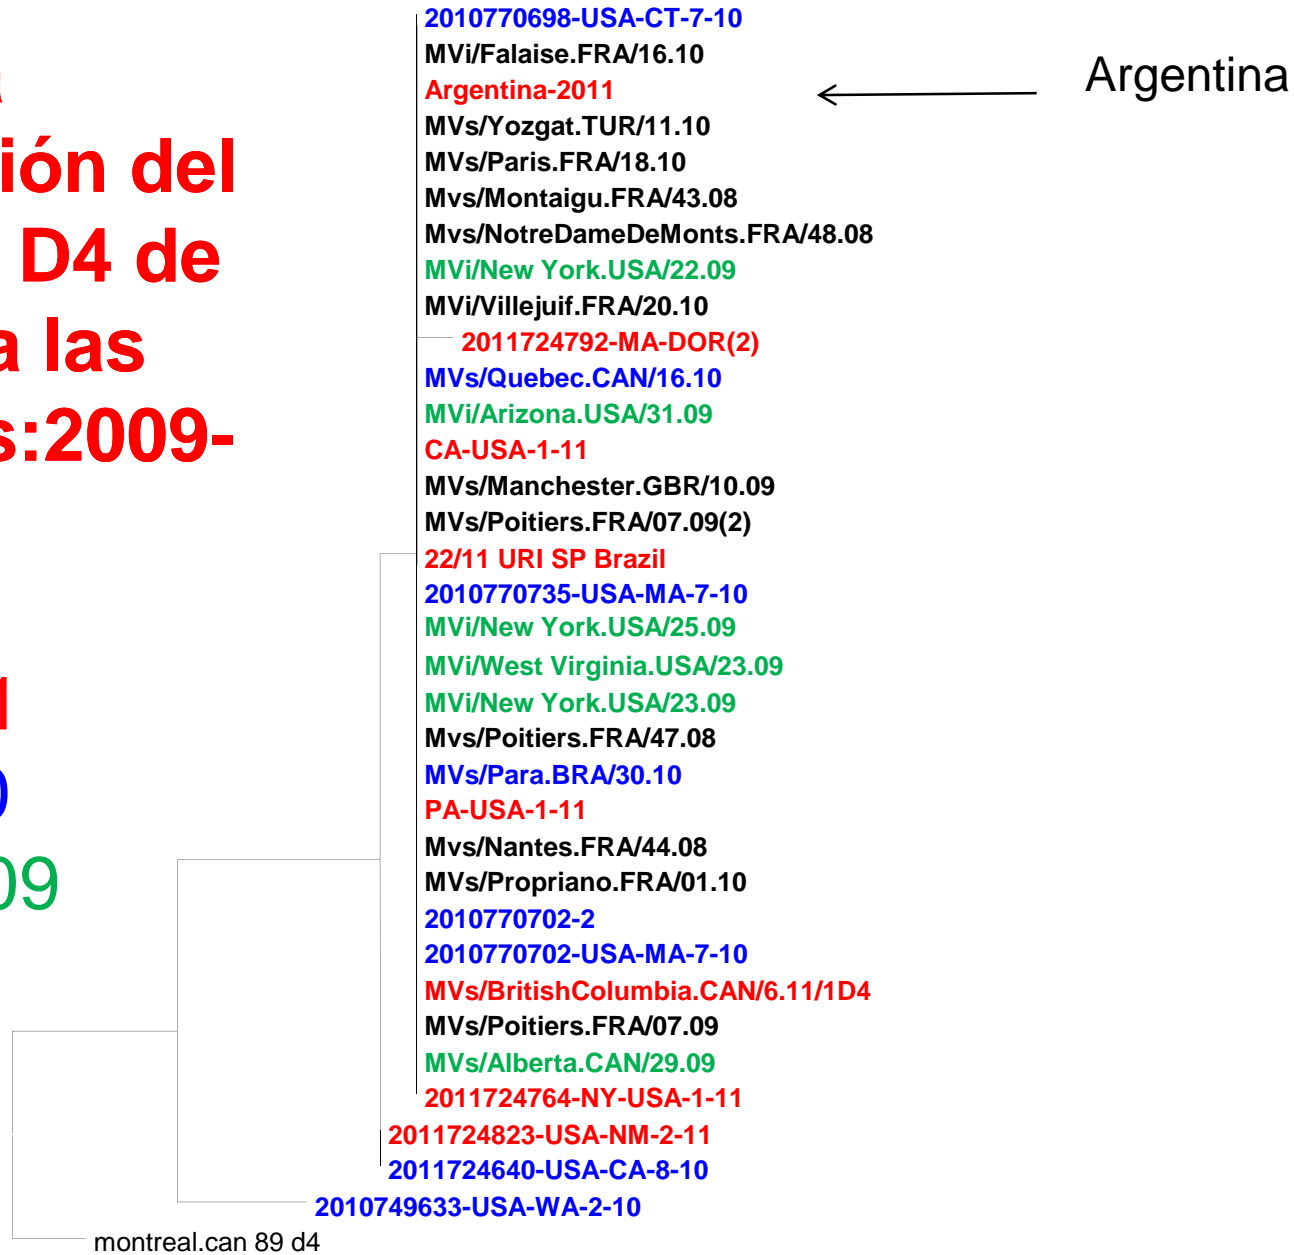 ión del
D4 de
a las
s:2009-
09
2010770698-USA-CT-7-10
MVi/Falaise.FRA/16.10
Argentina-2011
MVs/Yozgat.TUR/11.10
MVs/Paris.FRA/18.10
Mvs/Montaigu.FRA/43.08
Mvs/NotreDameDeMonts.FRA/48.08
MVi/New York.USA/22.09
MVi/Villejuif.FRA/20.10
2011724792-MA-DOR(2)
MVs/Quebec.CAN/16.10
MVi/Arizona.USA/31.09
CA-USA-1-11
MVs/Manchester.GBR/10.09
MVs/Poitiers.FRA/07.09(2)
22/11 URI SP Brazil
2010770735-USA-MA-7-10
MVi/New York.USA/25.09
MVi/West Virginia.USA/23.09
MVi/New York.USA/23.09
Mvs/Poitiers.FRA/47.08
MVs/Para.BRA/30.10
PA-USA-1-11
Mvs/Nantes.FRA/44.08
MVs/Propriano.FRA/01.10
2010770702-2
2010770702-USA-MA-7-10
MVs/BritishColumbia.CAN/6.11/1D4
MVs/Poitiers.FRA/07.09
MVs/Alberta.CAN/29.09
2011724764-NY-USA-1-11
2011724823-USA-NM-2-11
2011724640-USA-CA-8-10
2010749633-USA-WA-2-10
montreal.can 89 d4
Argentina